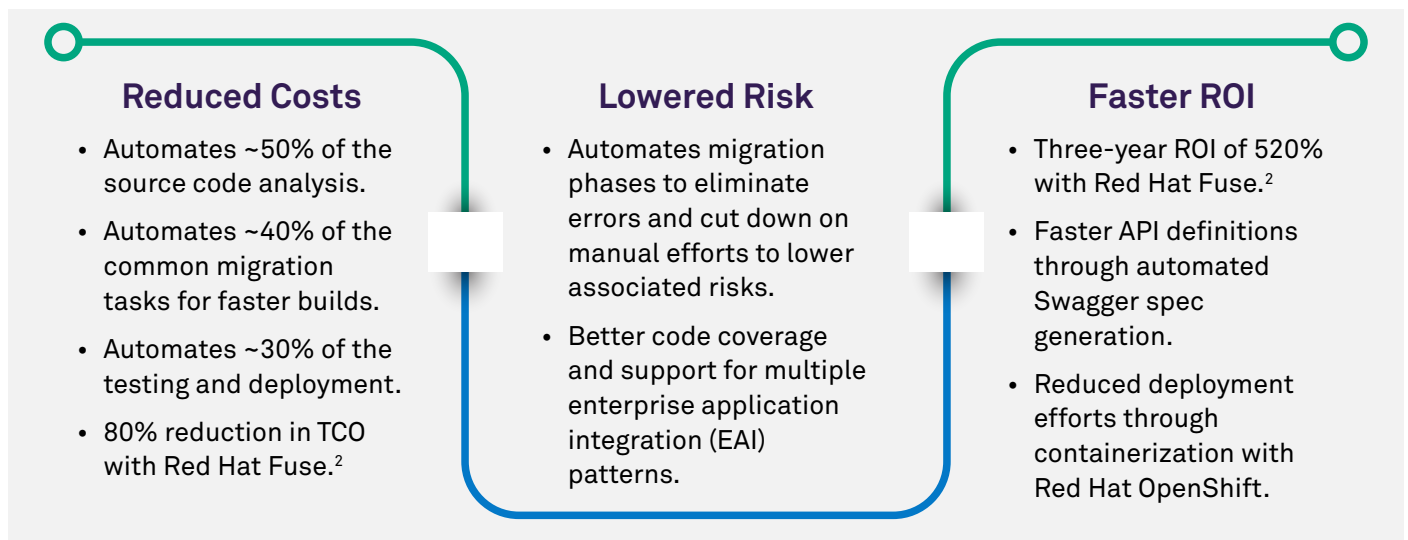 Reduced Costs
• Automates ~50% of the
source code analysis.
• Automates ~40% of the
common migration
tasks for faster builds.
• Automates ~30% of the
testing and deployment.
• 80% reduction in TCO
with Red Hat Fuse.²
Lowered Risk
• Automates migration
phases to eliminate
errors and cut down on
manual efforts to lower
associated risks.
• Better code coverage
and support for multiple
enterprise application
integration (EAI)
patterns.
Faster ROI
• Three-year ROI of 520%
with Red Hat Fuse.²
• Faster API definitions
through automated
Swagger spec
generation.
• Reduced deployment
efforts through
containerization with
Red Hat OpenShift.